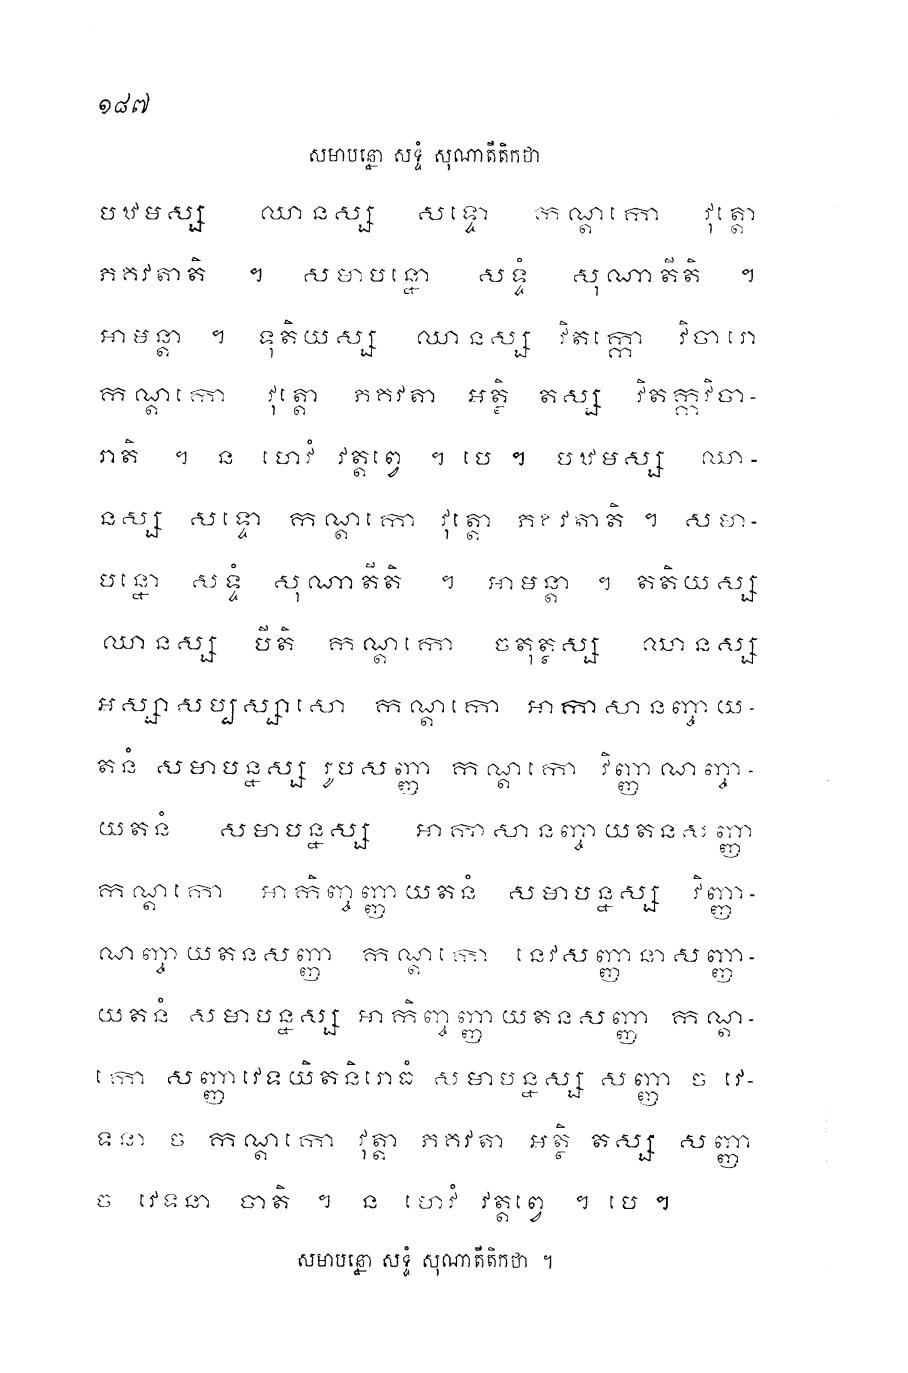 ១៨៧
សមាបន្នោ សទ្ទំ សុណាតីតិកថា
បឋមស្ស ឈានស្ស សទ្ទោ កណ្ដកោ វុត្តោ
ភគវតាតិ ។ សមាបន្នោ សទ្ទំ សុណាតីតិ ។
អាមន្តា ។ ទុតិយស្ស ឈានស្ស វិតក្កោ វិចារោ
កណ្ដកោ វុត្តោ ភគវតា អត្ថិ តស្ស វិតក្កវិចា-
រាតិ ។ ន ហេវំ វត្តព្វេ ។ បេ ។ បឋមស្ស ឈា-
នស្ស សទ្ទោ កណ្ដកោ វុត្តោ ភគវតាតិ ។ សមា-
បន្នោ សទ្ទំ សុណាតីតិ ។ អាមន្តា ។ តតិយស្ស
ឈានស្ស បីតិ កណ្ដកោ ចតុត្ថស្ស ឈានស្ស
អស្សាសប្បស្សាសោ កណ្ដកោ អាកាសានញ្ចាយ-
តនំ សមាបន្នស្ស រូបសញ្ញា កណ្ដកោ វិញ្ញាណញ្ចា-
យតនំ សមាបន្នស្ស អាកាសានញ្ចាយតនសញ្ញា
កណ្ដកោ អាកិញ្ចញ្ញាយតនំ សមាបន្នស្ស វិញ្ញា-
ណញ្ចាយតនសញ្ញា កណ្ដកោ នេវសញ្ញានាសញ្ញា-
យតនំ សមាបន្នស្ស អាកិញ្ចញ្ញាយតនសញ្ញា កណ្ដ-
កោ សញ្ញាវេទយិតនិរោធំ សមាបន្នស្ស សញ្ញា ច វេ-
ទនា ច កណ្ដកោ វុត្តា ភគវតា អត្ថិ តស្ស សញ្ញា
ច វេទនា ចាតិ ។ ន ហេវំ វត្តព្វេ ។ បេ ។
សមាបន្នោ សទ្ទំ សុណាតីតិកថា ។